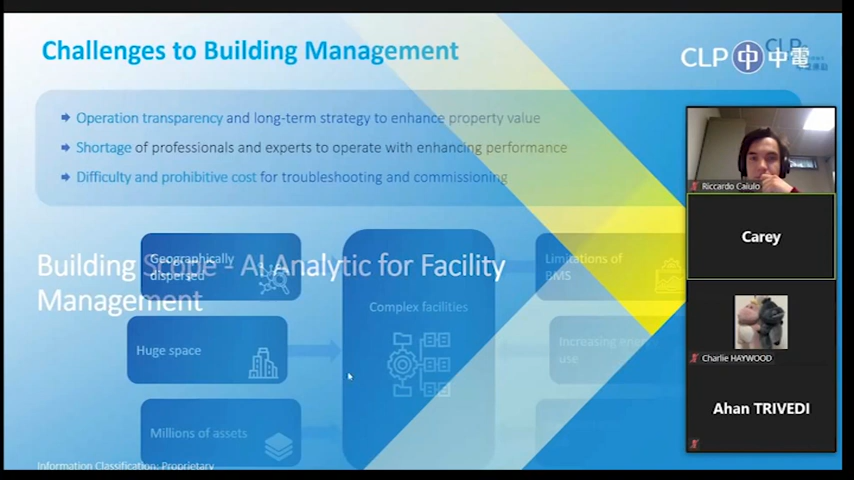 Challenges to Building Management
CLP 中 中電
CLP
Operation transparency and long-term strategy to enhance property value
Shortage of professionals and experts to operate with enhancing performance
Difficulty and prohibitive cost for troubleshooting and commissioning
Riccardo Caiulo
Carey
Charlie HAYWOOD
Ahan TRIVEDI
Building Scope - AI Analytic for Facility
Management
Geographically
dispersed
Limitations of
BMS
Complex facilities
Huge space
Increasing energy
use
Millions of assets
Information Classification: Proprietary